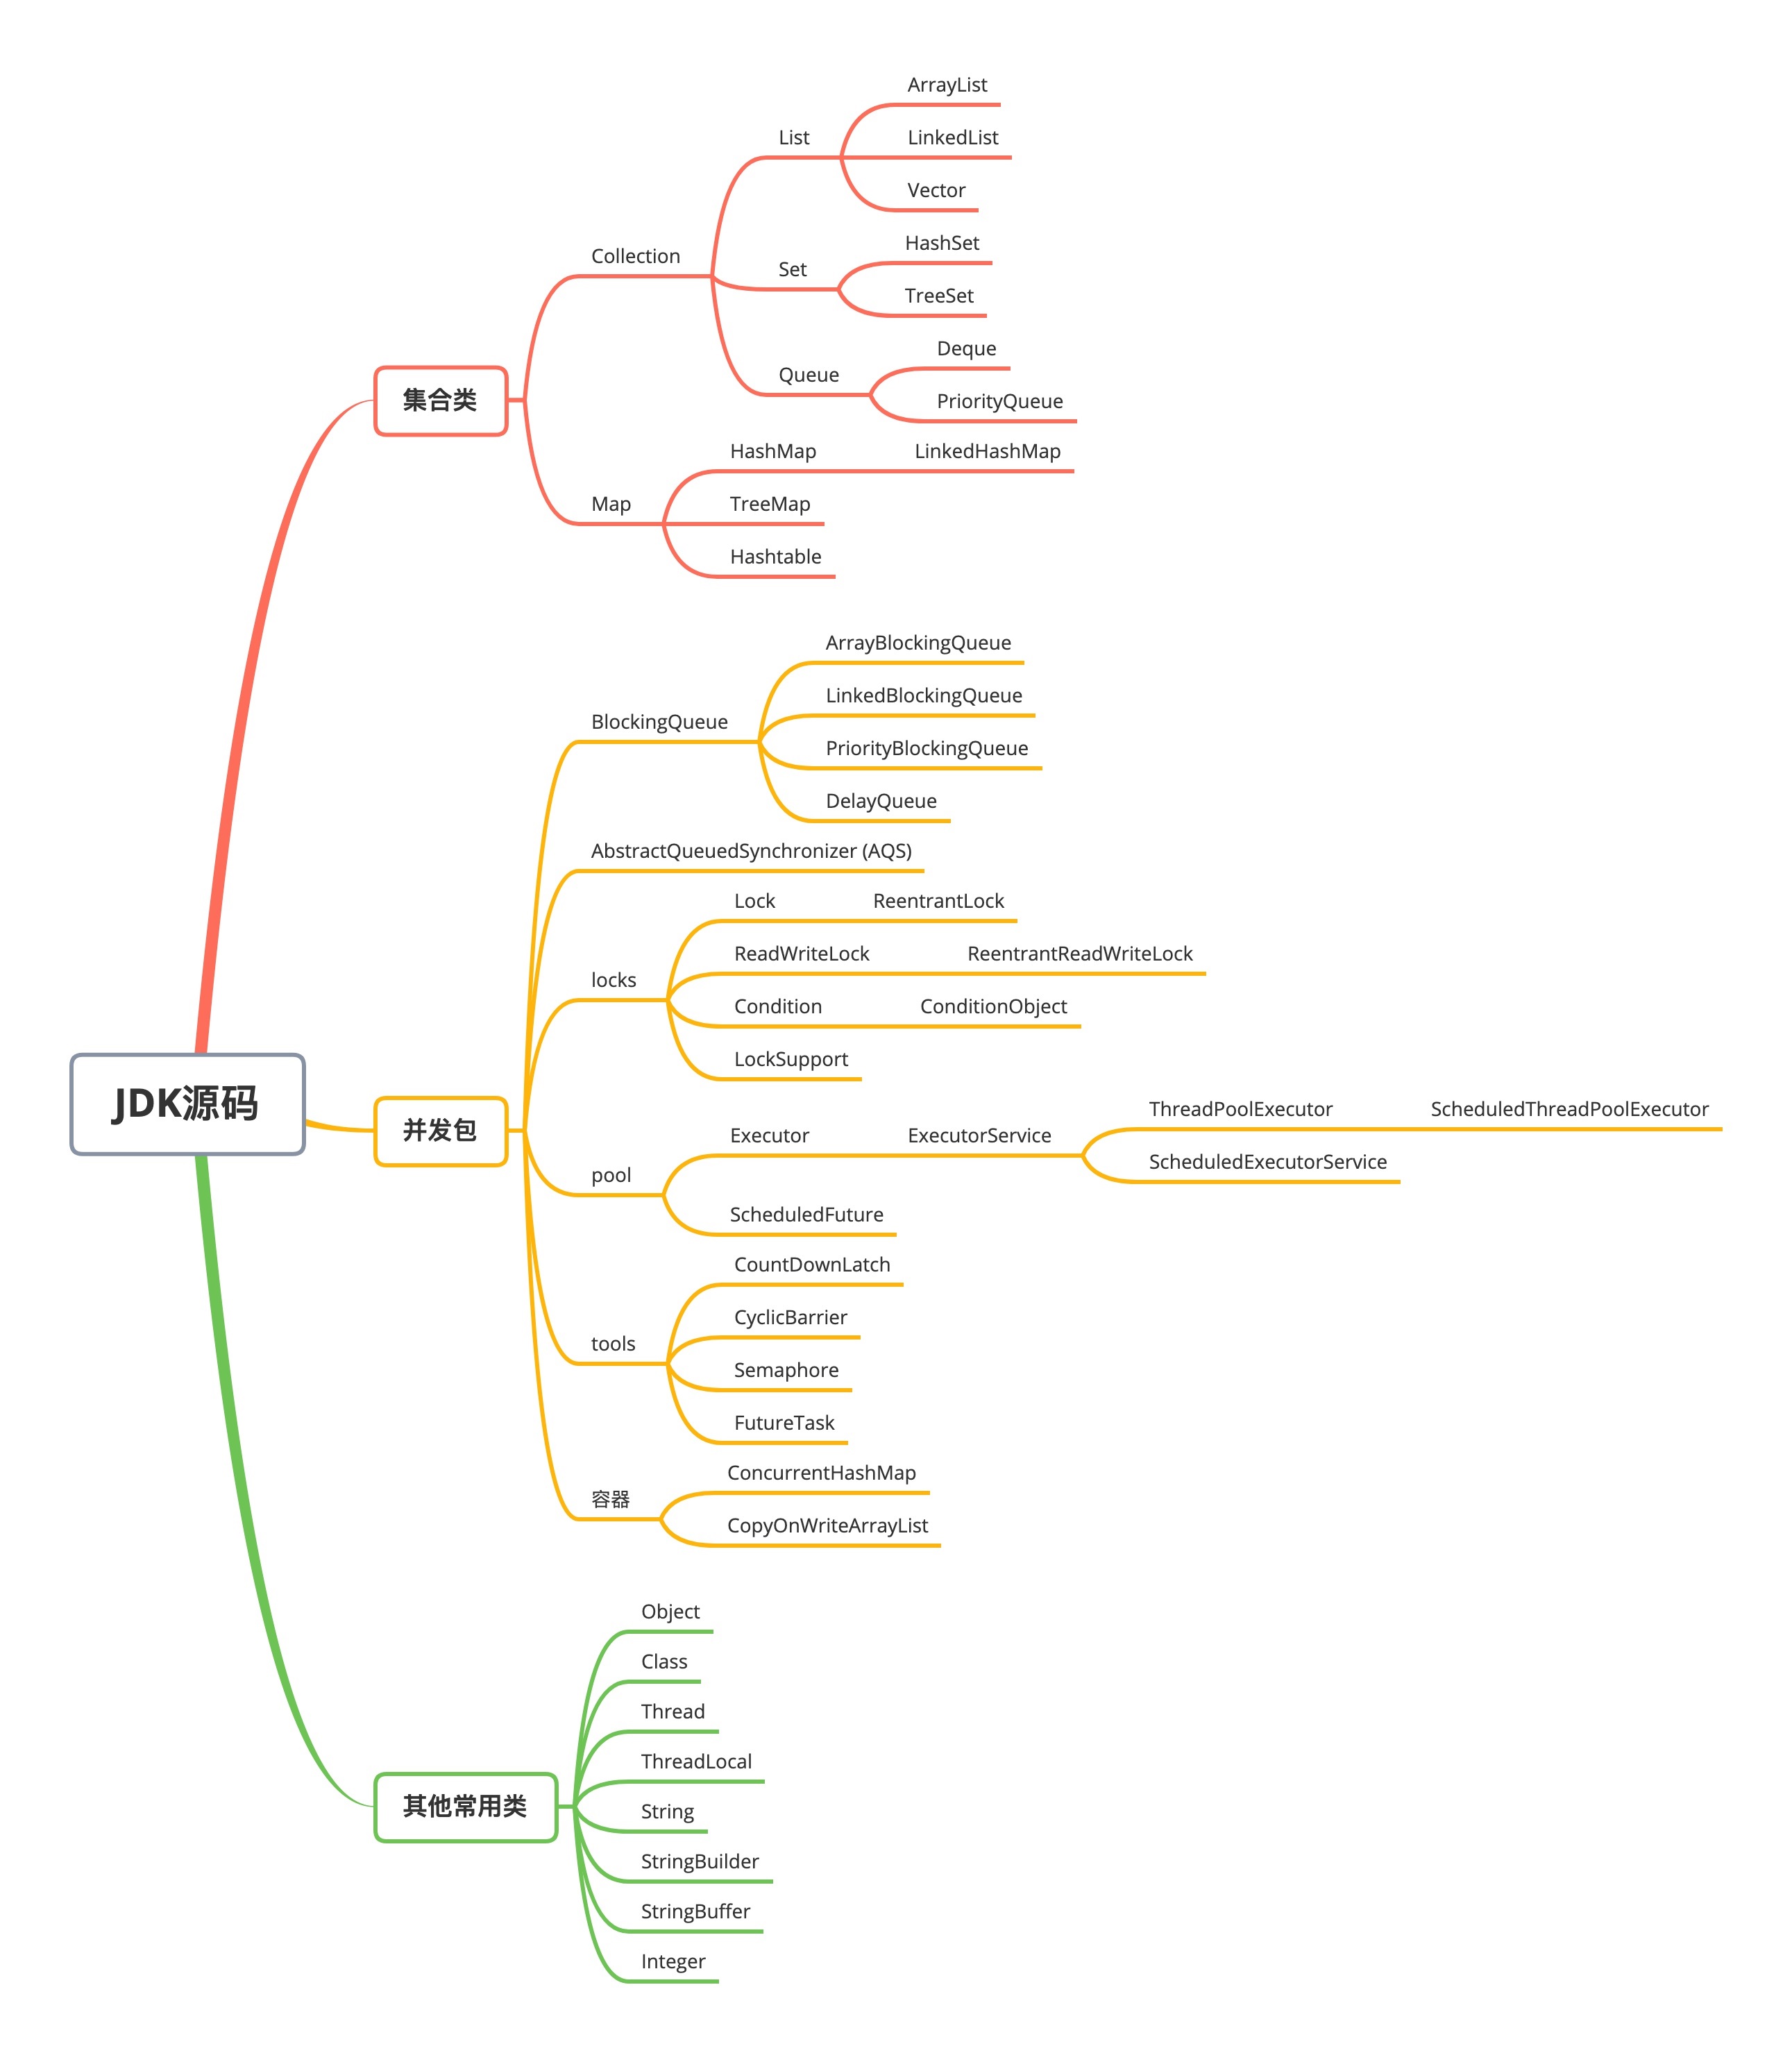 JDK源码
集合类
Collection
List
ArrayList
LinkedList
Vector
Set
HashSet
TreeSet
Queue
Deque
PriorityQueue
Map
HashMap
LinkedHashMap
TreeMap
Hashtable
并发包
BlockingQueue
ArrayBlockingQueue
LinkedBlockingQueue
PriorityBlockingQueue
DelayQueue
AbstractQueuedSynchronizer (AQS)
locks
Lock
ReentrantLock
ReadWriteLock
ReentrantReadWriteLock
Condition
ConditionObject
LockSupport
pool
Executor
ExecutorService
ThreadPoolExecutor
ScheduledThreadPoolExecutor
ScheduledExecutorService
ScheduledFuture
tools
CountDownLatch
CyclicBarrier
Semaphore
FutureTask
容器
ConcurrentHashMap
CopyOnWriteArrayList
其他常用类
Object
Class
Thread
ThreadLocal
String
StringBuilder
StringBuffer
Integer